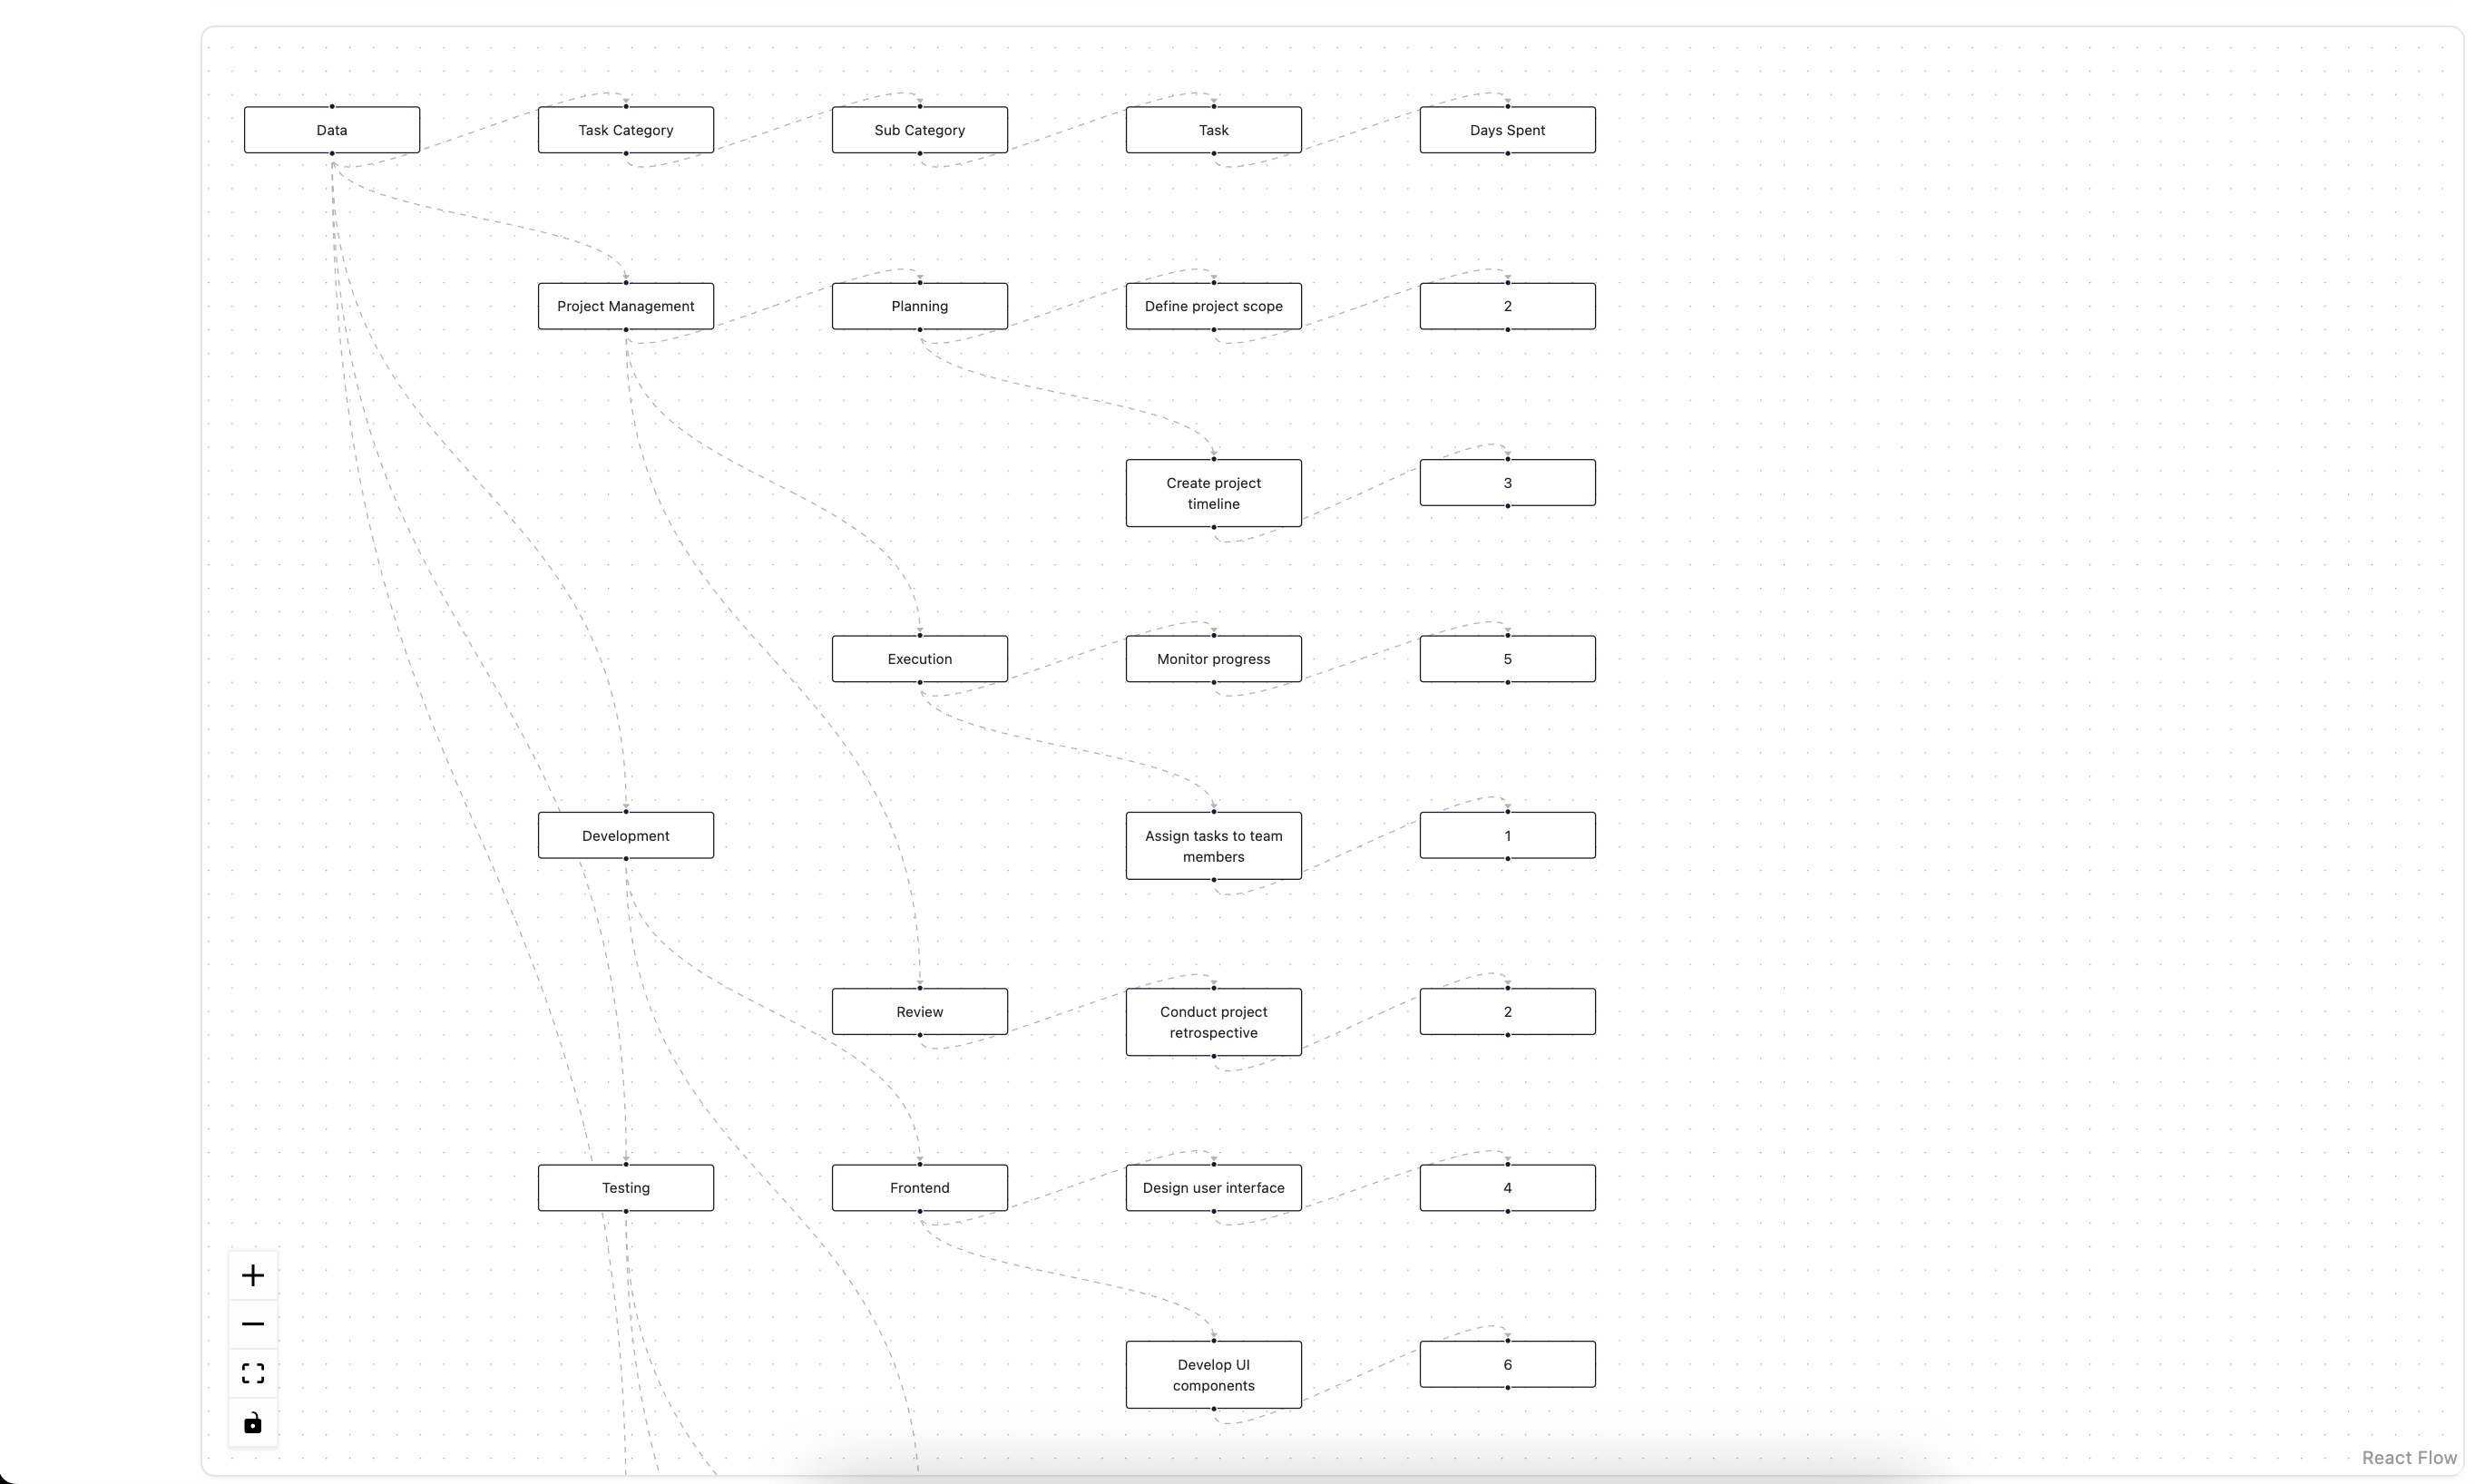 Data
Task Category
Sub Category
Task
Days Spent
Project Management
Planning
Define project scope
2
Create project
timeline
3
Execution
Monitor progress
5
Development
Assign tasks to team
members
1
Review
Conduct project
retrospective
2
Testing
Frontend
Design user interface
4
Develop UI
components
6
React Flow